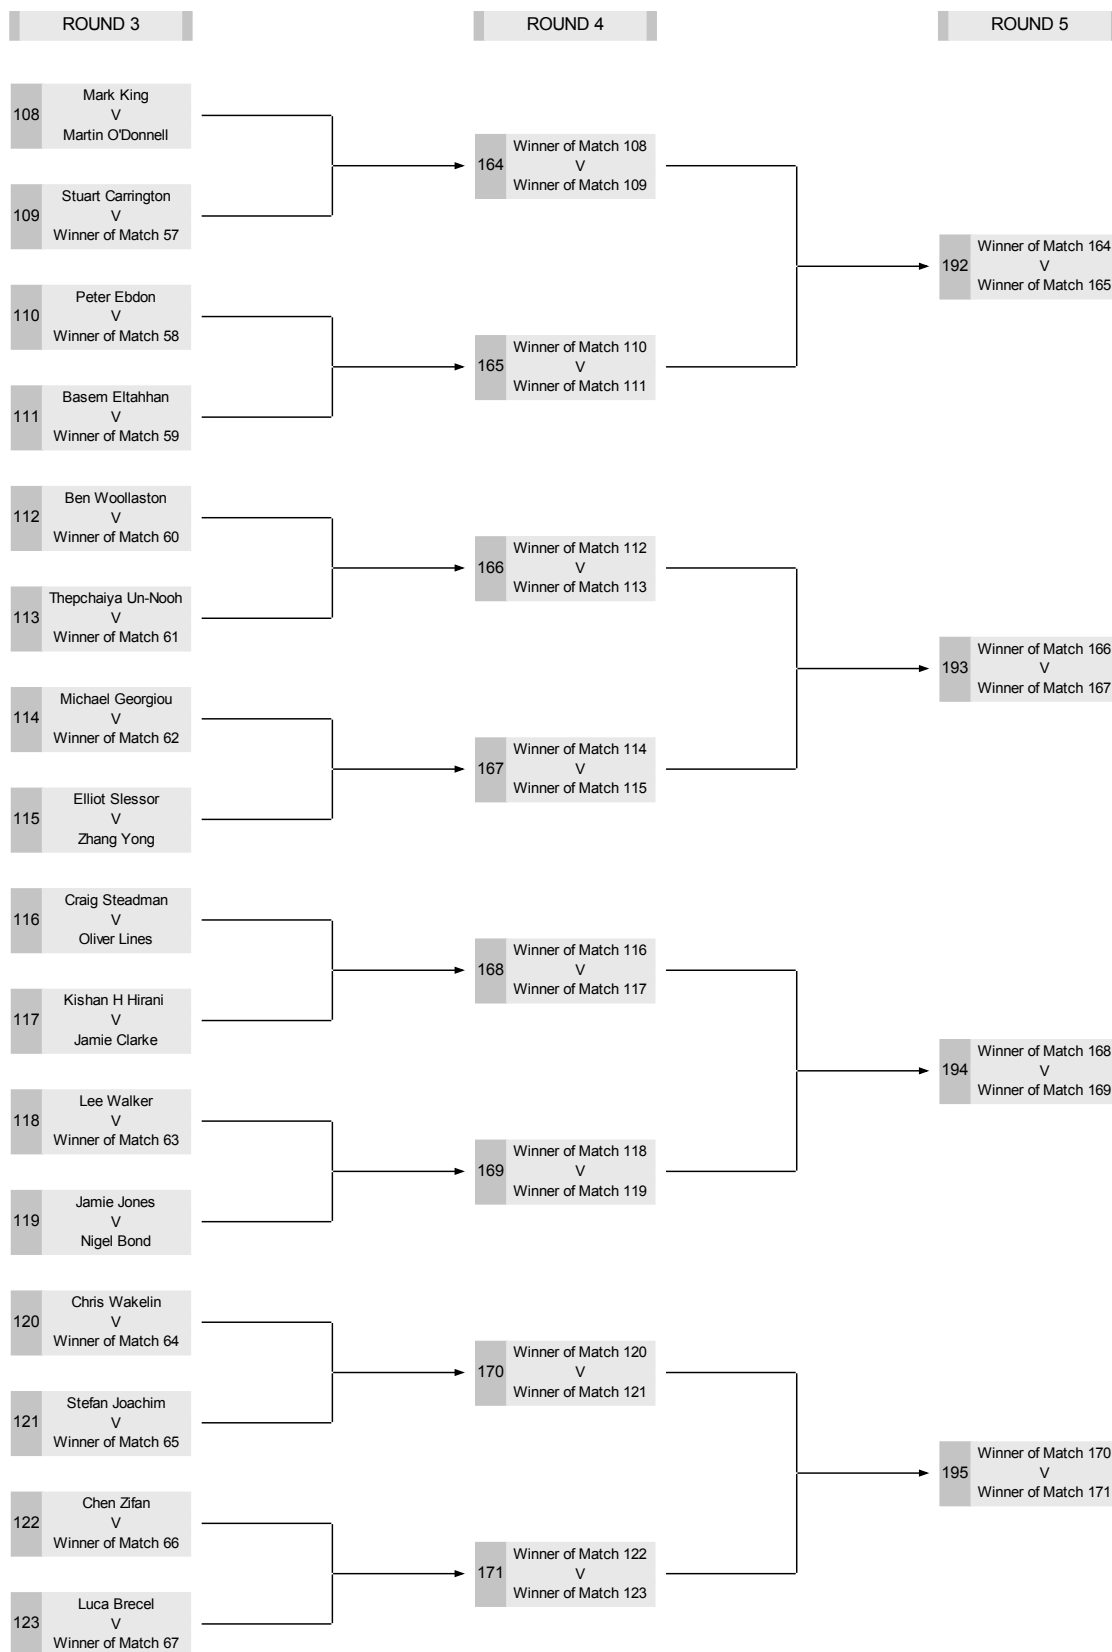 ROUND 3
ROUND 4
ROUND 5
108
Mark King
V
Martin O'Donnell
109
Stuart Carrington
V
Winner of Match 57
110
Peter Ebdon
V
Winner of Match 58
111
Basem Eltahhan
V
Winner of Match 59
112
Ben Woollaston
V
Winner of Match 60
113
Thepchaiya Un-Nooh
V
Winner of Match 61
114
Michael Georgiou
V
Winner of Match 62
115
Elliot Slessor
V
Zhang Yong
116
Craig Steadman
V
Oliver Lines
117
Kishan H Hirani
V
Jamie Clarke
118
Lee Walker
V
Winner of Match 63
119
Jamie Jones
V
Nigel Bond
120
Chris Wakelin
V
Winner of Match 64
121
Stefan Joachim
V
Winner of Match 65
122
Chen Zifan
V
Winner of Match 66
123
Luca Brecel
V
Winner of Match 67
164
Winner of Match 108
V
Winner of Match 109
165
Winner of Match 110
V
Winner of Match 111
166
Winner of Match 112
V
Winner of Match 113
167
Winner of Match 114
V
Winner of Match 115
168
Winner of Match 116
V
Winner of Match 117
169
Winner of Match 118
V
Winner of Match 119
170
Winner of Match 120
V
Winner of Match 121
171
Winner of Match 122
V
Winner of Match 123
192
Winner of Match 164
V
Winner of Match 165
193
Winner of Match 166
V
Winner of Match 167
194
Winner of Match 168
V
Winner of Match 169
195
Winner of Match 170
V
Winner of Match 171